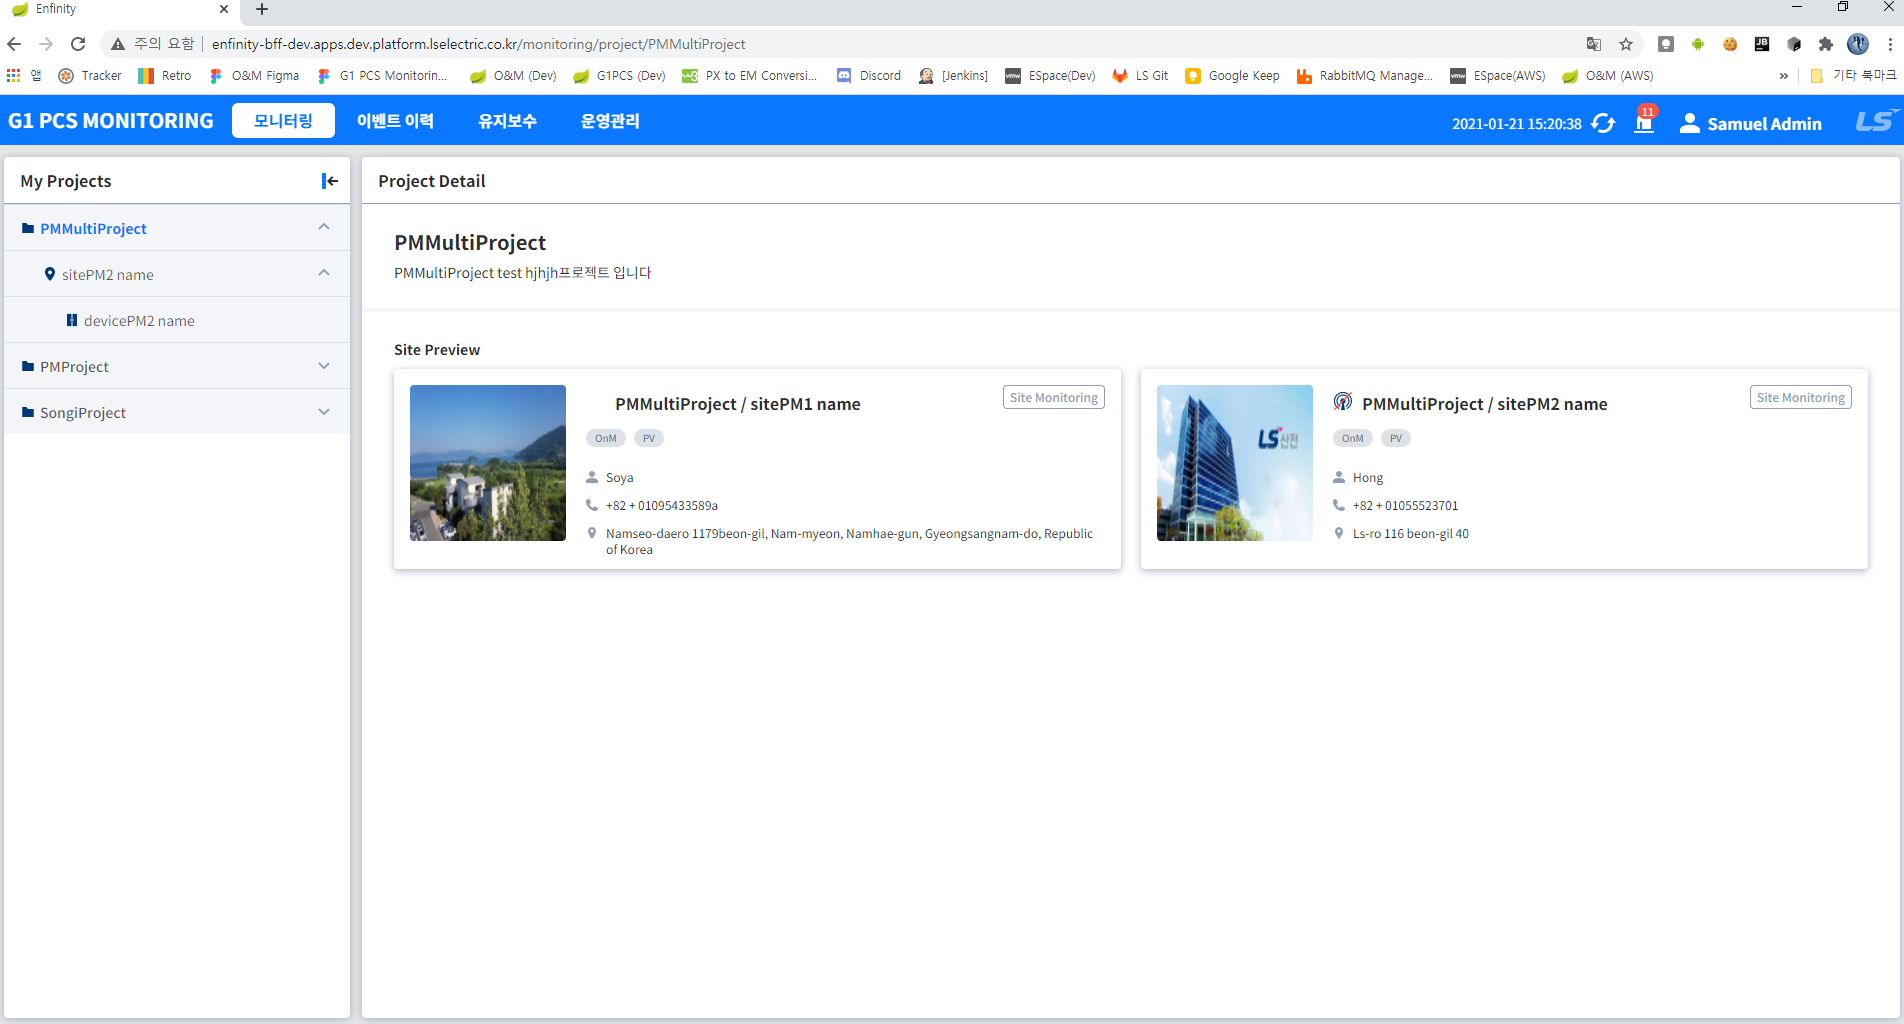 Enfinity
주의 요함 enfinity-bff-dev.apps.dev.platform.lselectric.co.kr/monitoring/project/PMMultiProject
앱 Tracker Retro O&M Figma G1 PCS Monitorin... O&M (Dev) G1PCS (Dev) PX to EM Conversi... Discord [Jenkins] ESpace(Dev) LS Git Google Keep RabbitMQ Manage... ESpace(AWS) O&M (AWS) » 기타 북마크
G1 PCS MONITORING 모니터링 이벤트 이력 유지보수 운영관리 2021-01-21 15:20:38 11 Samuel Admin LS
My Projects
PMMultiProject
sitePM2 name
devicePM2 name
PMProject
SongiProject
Project Detail
PMMultiProject
PMMultiProject test hjhjh프로젝트 입니다
Site Preview
PMMultiProject / sitePM1 name
Site Monitoring
OnM PV
Soya
+82 + 01095433589a
Namseo-daero 1179beon-gil, Nam-myeon, Namhae-gun, Gyeongsangnam-do, Republic
of Korea
LS산전
PMMultiProject / sitePM2 name
Site Monitoring
OnM PV
Hong
+82 + 01055523701
Ls-ro 116 beon-gil 40